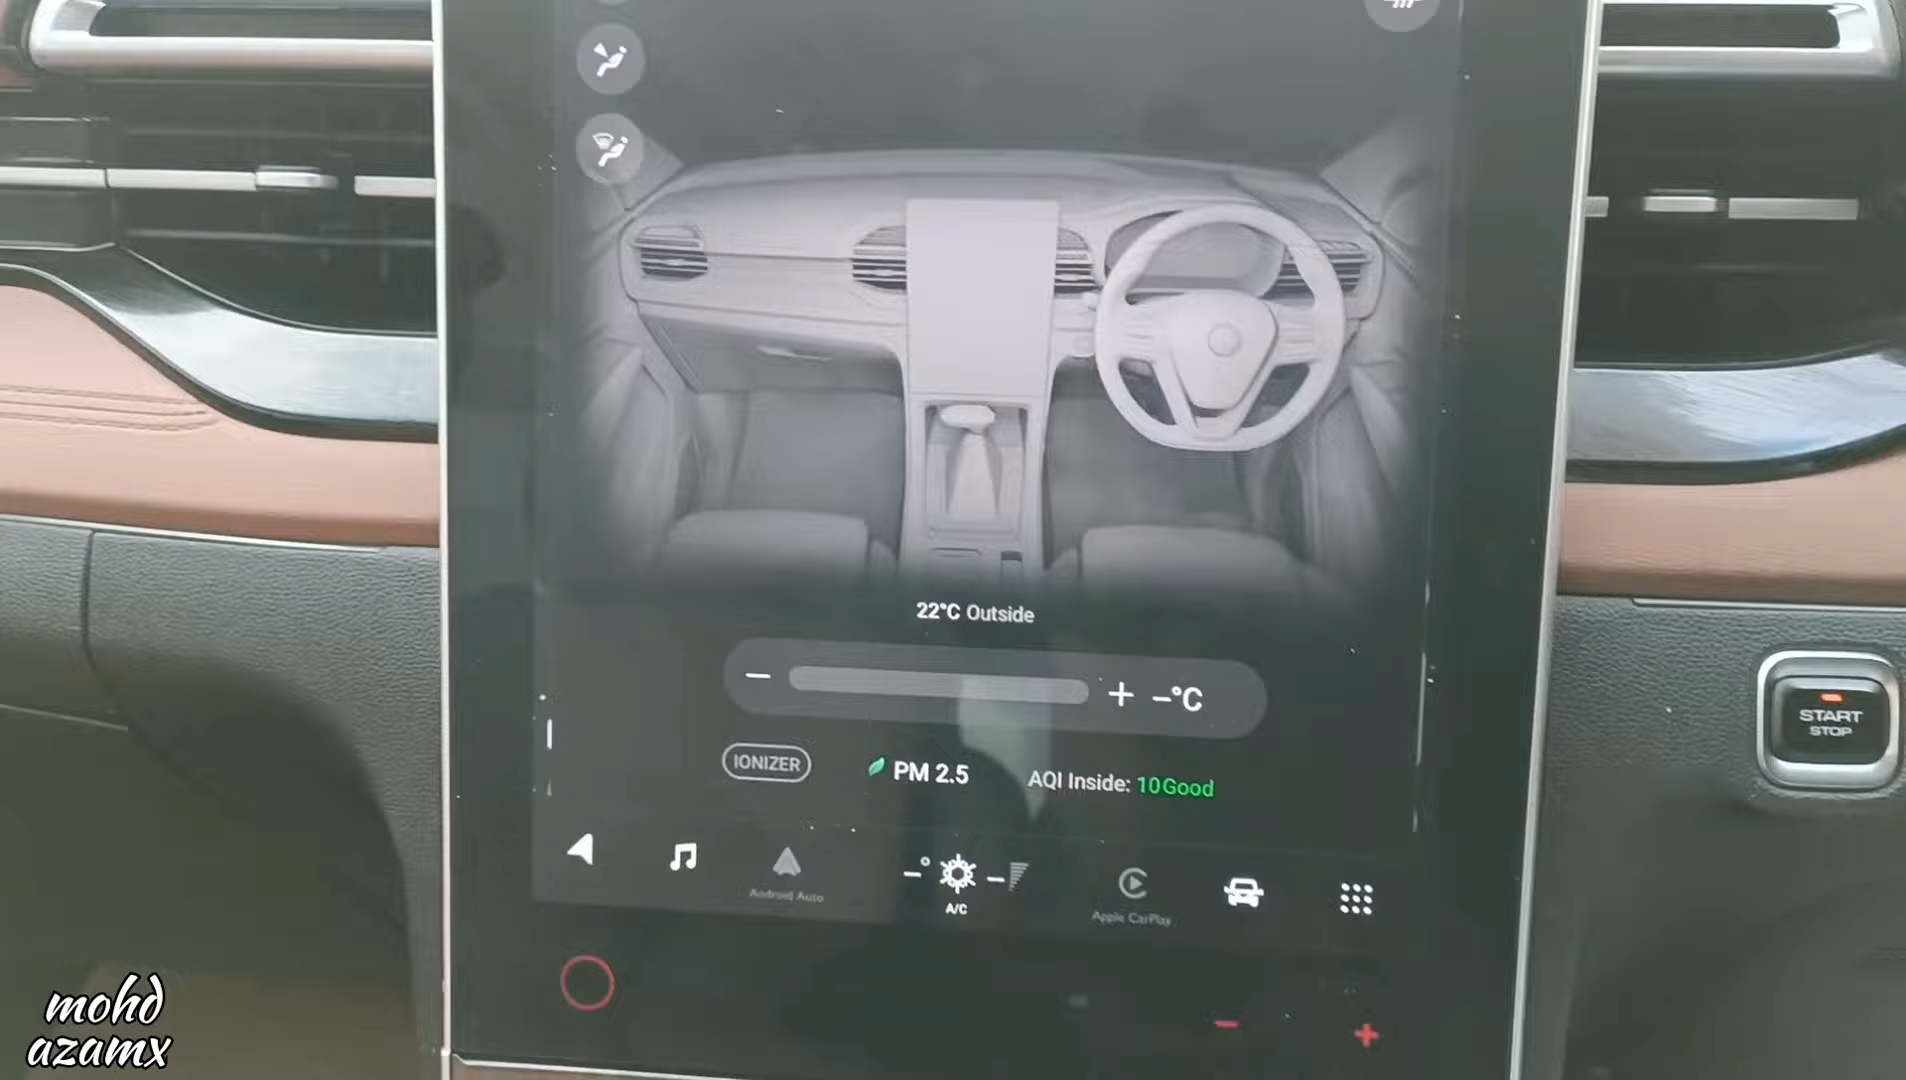 22°C Outside
− + −°C
IONIZER
PM 2.5
AQI Inside: 10Good
START
STOP
−° −
Android Auto
A/C
Apple CarPlay
− +
mohd
azamx